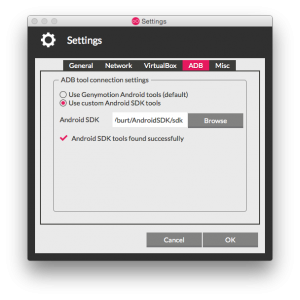 Settings
Settings
General Network VirtualBox ADB Misc
ADB tool connection settings
Use Genymotion Android tools (default)
Use custom Android SDK tools
Android SDK /burt/AndroidSDK/sdk Browse
Android SDK tools found successfully
Cancel OK